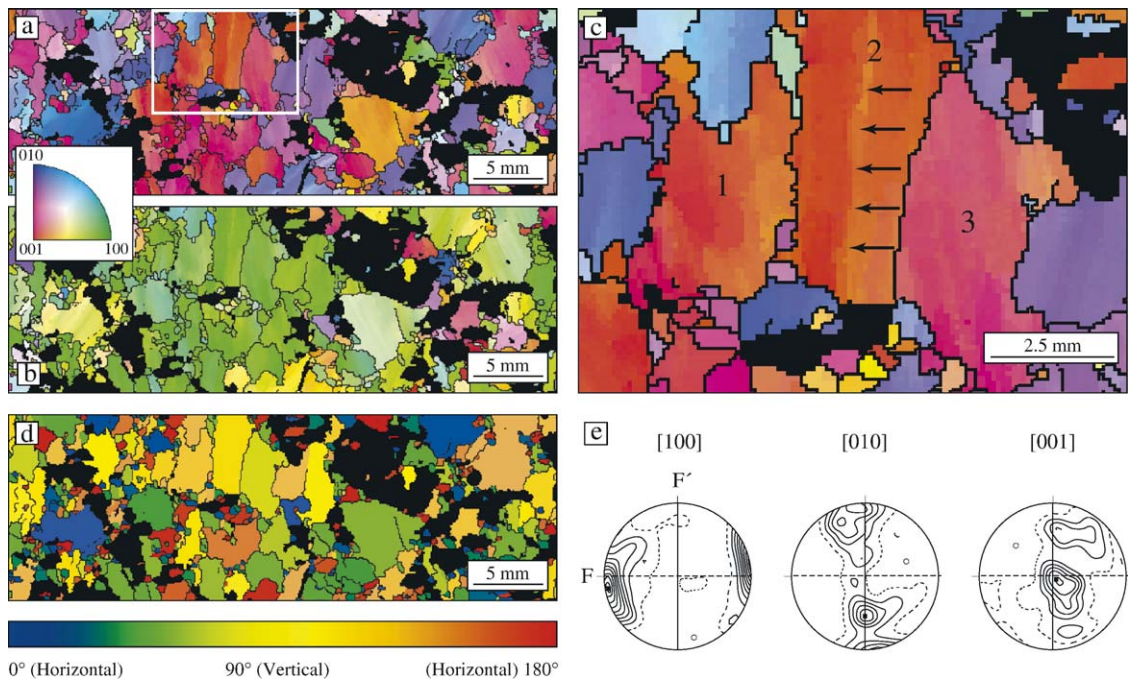 a
5 mm
010
001 100
b
5 mm
c
1
2
3
2.5 mm
d
5 mm
0° (Horizontal) 90° (Vertical) (Horizontal) 180°
e
[100] [010] [001]
F´
F